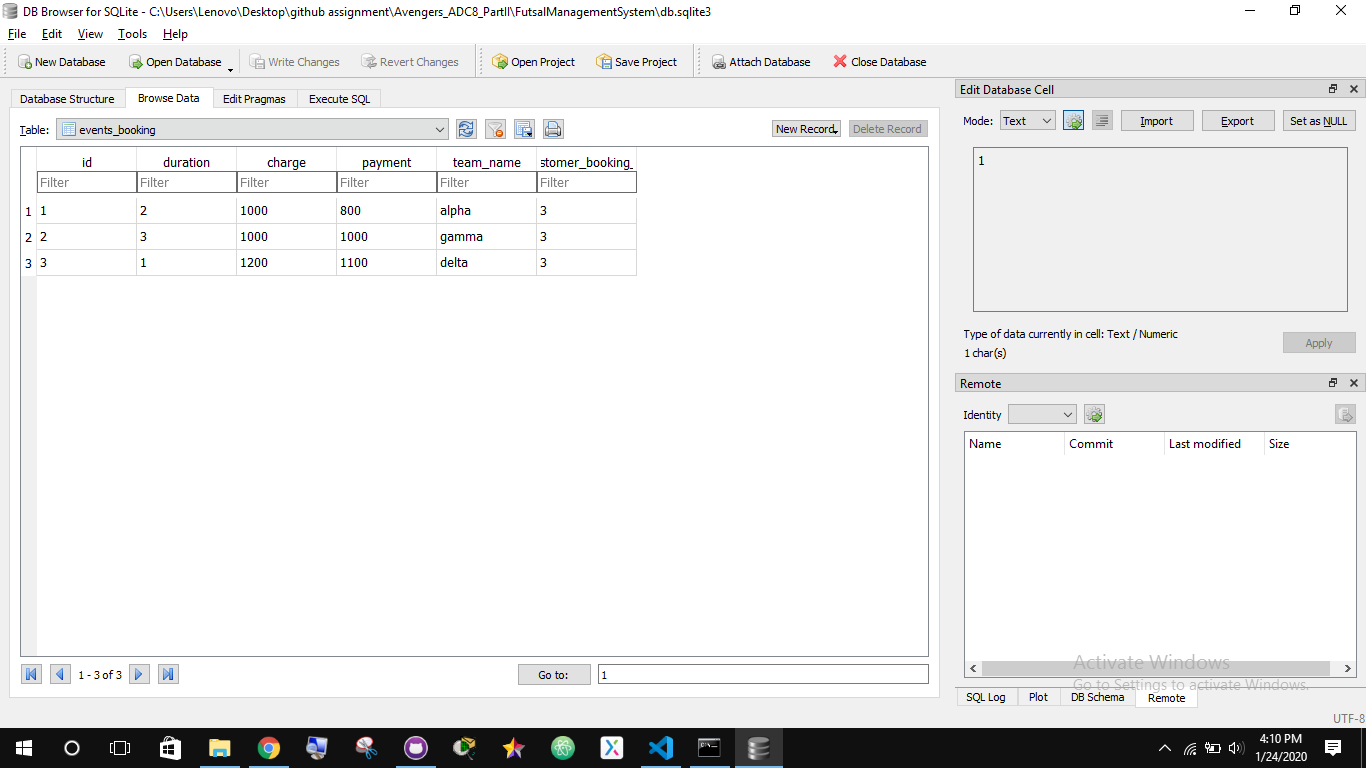 DB Browser for SQLite - C:\Users\Lenovo\Desktop\github assignment\Avengers_ADC8_PartII\FutsalManagementSystem\db.sqlite3
File Edit View Tools Help
New Database Open Database Write Changes Revert Changes Open Project Save Project Attach Database Close Database
Database Structure Browse Data Edit Pragmas Execute SQL
Table: events_booking New Record Delete Record
id duration charge payment team_name stomer_booking_
Filter Filter Filter Filter Filter Filter
1 1 2 1000 800 alpha 3
2 2 3 1000 1000 gamma 3
3 3 1 1200 1100 delta 3
1 - 3 of 3 Go to: 1
Edit Database Cell
Mode: Text Import Export Set as NULL
1
Type of data currently in cell: Text / Numeric
1 char(s)
Apply
Remote
Identity
Name Commit Last modified Size
Activate Windows
Go to Settings to activate Windows.
SQL Log Plot DB Schema Remote
UTF-8
4:10 PM
1/24/2020